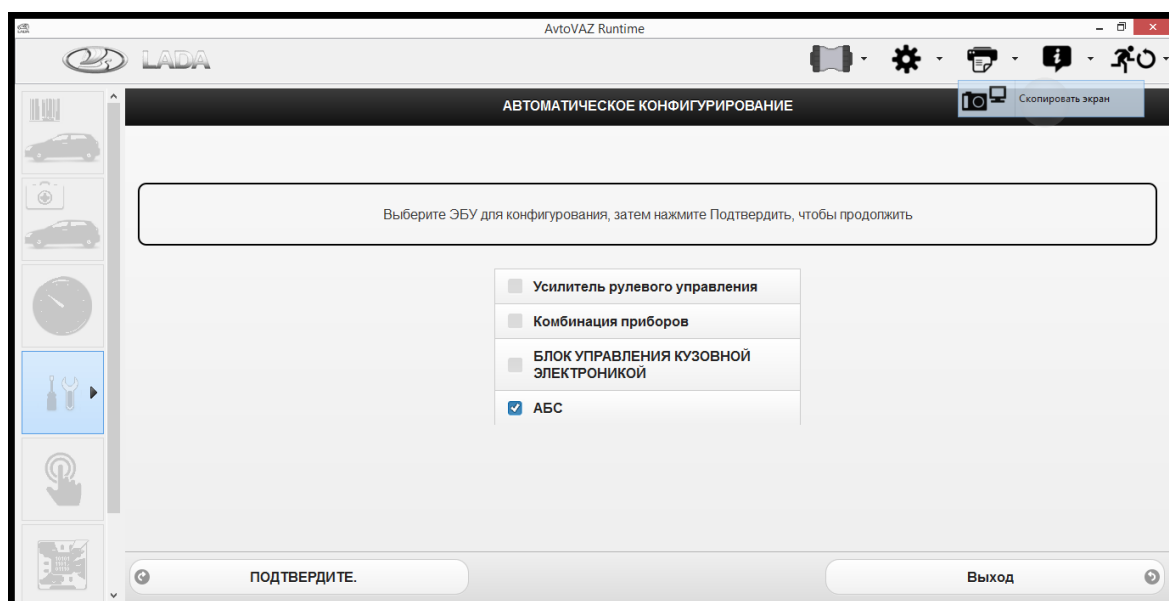 AvtoVAZ Runtime
LADA
Скопировать экран
АВТОМАТИЧЕСКОЕ КОНФИГУРИРОВАНИЕ
Выберите ЭБУ для конфигурования, затем нажмите Подтвердить, чтобы продолжить
Усилитель рулевого управления
Комбинация приборов
БЛОК УПРАВЛЕНИЯ КУЗОВНОЙ
ЭЛЕКТРОНИКОЙ
АБС
ПОДТВЕРДИТЕ.
Выход